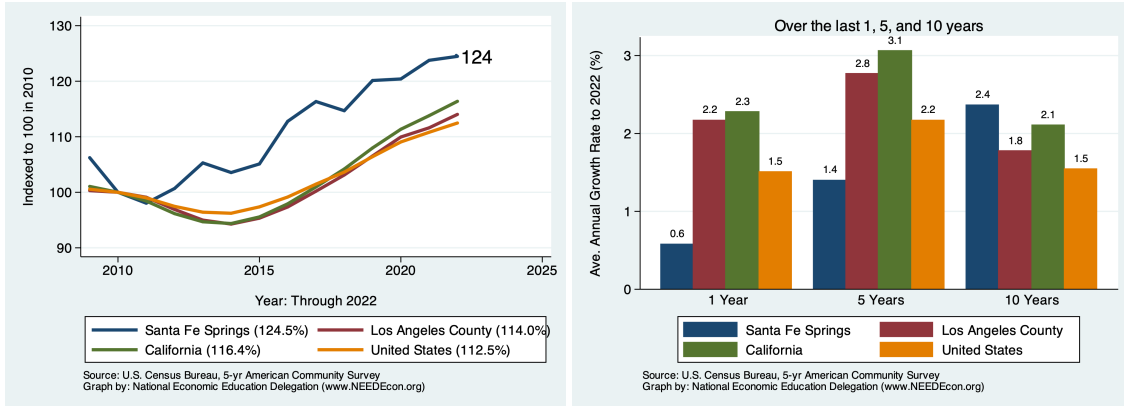 130
120
110
100
90
Indexed to 100 in 2010
124
2010 2015 2020 2025
Year: Through 2022
Santa Fe Springs (124.5%) Los Angeles County (114.0%)
California (116.4%) United States (112.5%)
Source: U.S. Census Bureau, 5-yr American Community Survey
Graph by: National Economic Education Delegation (www.NEEDEcon.org)
Over the last 1, 5, and 10 years
Ave. Annual Growth Rate to 2022 (%)
3
2
1
0
0.6 2.2 2.3 1.5
1.4 2.8 3.1 2.2
2.4 1.8 2.1 1.5
1 Year 5 Years 10 Years
Santa Fe Springs Los Angeles County
California United States
Source: U.S. Census Bureau, 5-yr American Community Survey
Graph by: National Economic Education Delegation (www.NEEDEcon.org)